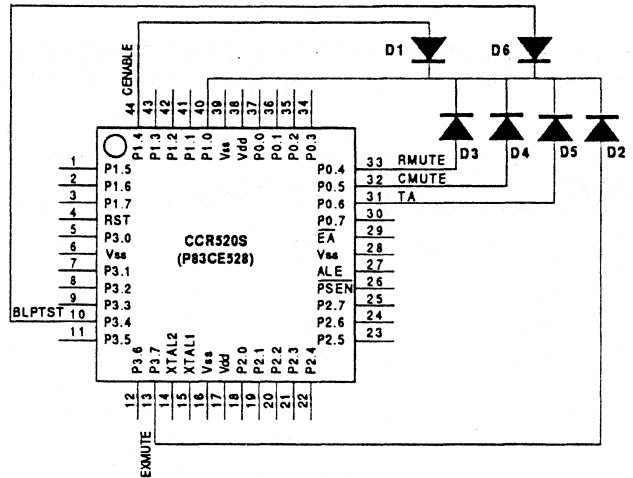 D1
D6
44 CENABLE
43
42
41
40
39
38
37
36
35
34
P1.4
P1.3
P1.2
P1.1
P1.0
Vss
Vdd
P0.0
P0.1
P0.2
P0.3
D3
D4
D5
D2
1 P1.5
2 P1.6
3 P1.7
4 RST
5 P3.0
6 Vss
7 P3.1
8 P3.2
9 P3.3
BLPTST 10 P3.4
11 P3.5
CCR520S
(P83CE528)
P0.4 33 RMUTE
P0.5 32 CMUTE
P0.6 31 TA
P0.7 30
EA 29
Vss 28
ALE 27
PSEN 26
P2.7 25
P2.6 24
P2.5 23
P3.6
P3.7
XTAL2
XTAL1
Vss
Vdd
P2.0
P2.1
P2.2
P2.3
P2.4
12
13
14
15
16
17
18
19
20
21
22
EXMUTE